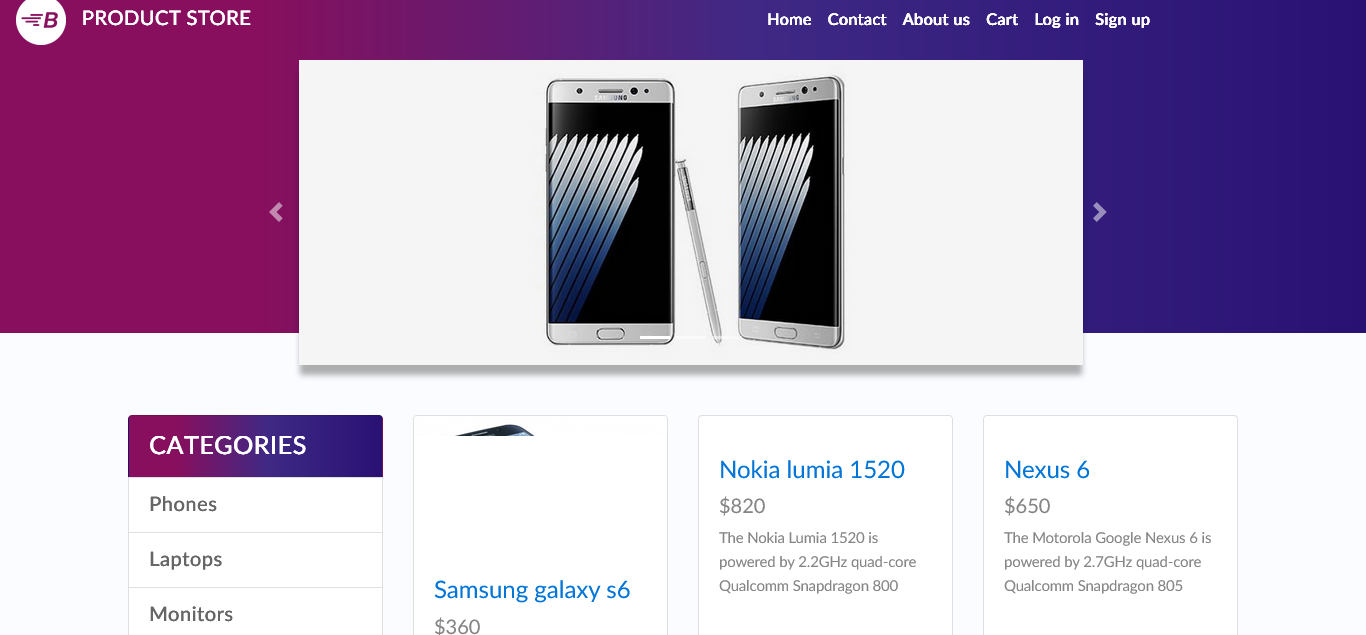 B PRODUCT STORE
Home Contact About us Cart Log in Sign up
SAMSUNG SAMSUNG
CATEGORIES
Phones
Laptops
Monitors
Samsung galaxy s6
$360
Nokia lumia 1520
$820
The Nokia Lumia 1520 is
powered by 2.2GHz quad-core
Qualcomm Snapdragon 800
Nexus 6
$650
The Motorola Google Nexus 6 is
powered by 2.7GHz quad-core
Qualcomm Snapdragon 805